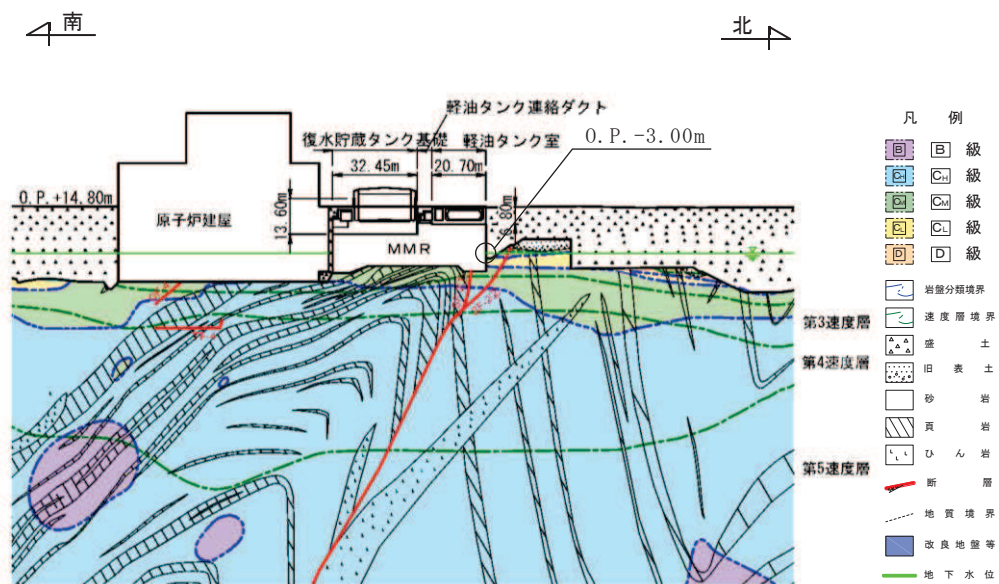 南
北
軽油タンク連絡ダクト
復水貯蔵タンク基礎 軽油タンク室
O.P.-3.00m
32.45m
20.70m
O.P.+14.80m
原子炉建屋
13.60m
MMR
第3速度層
第4速度層
第5速度層
凡 例
B B 級
CH CH 級
CM CM 級
CL CL 級
D D 級
岩盤分類境界
速度層境界
盛土
旧表土
砂岩
頁岩
ひん岩
断層
地質境界
改良地盤等
地下水位